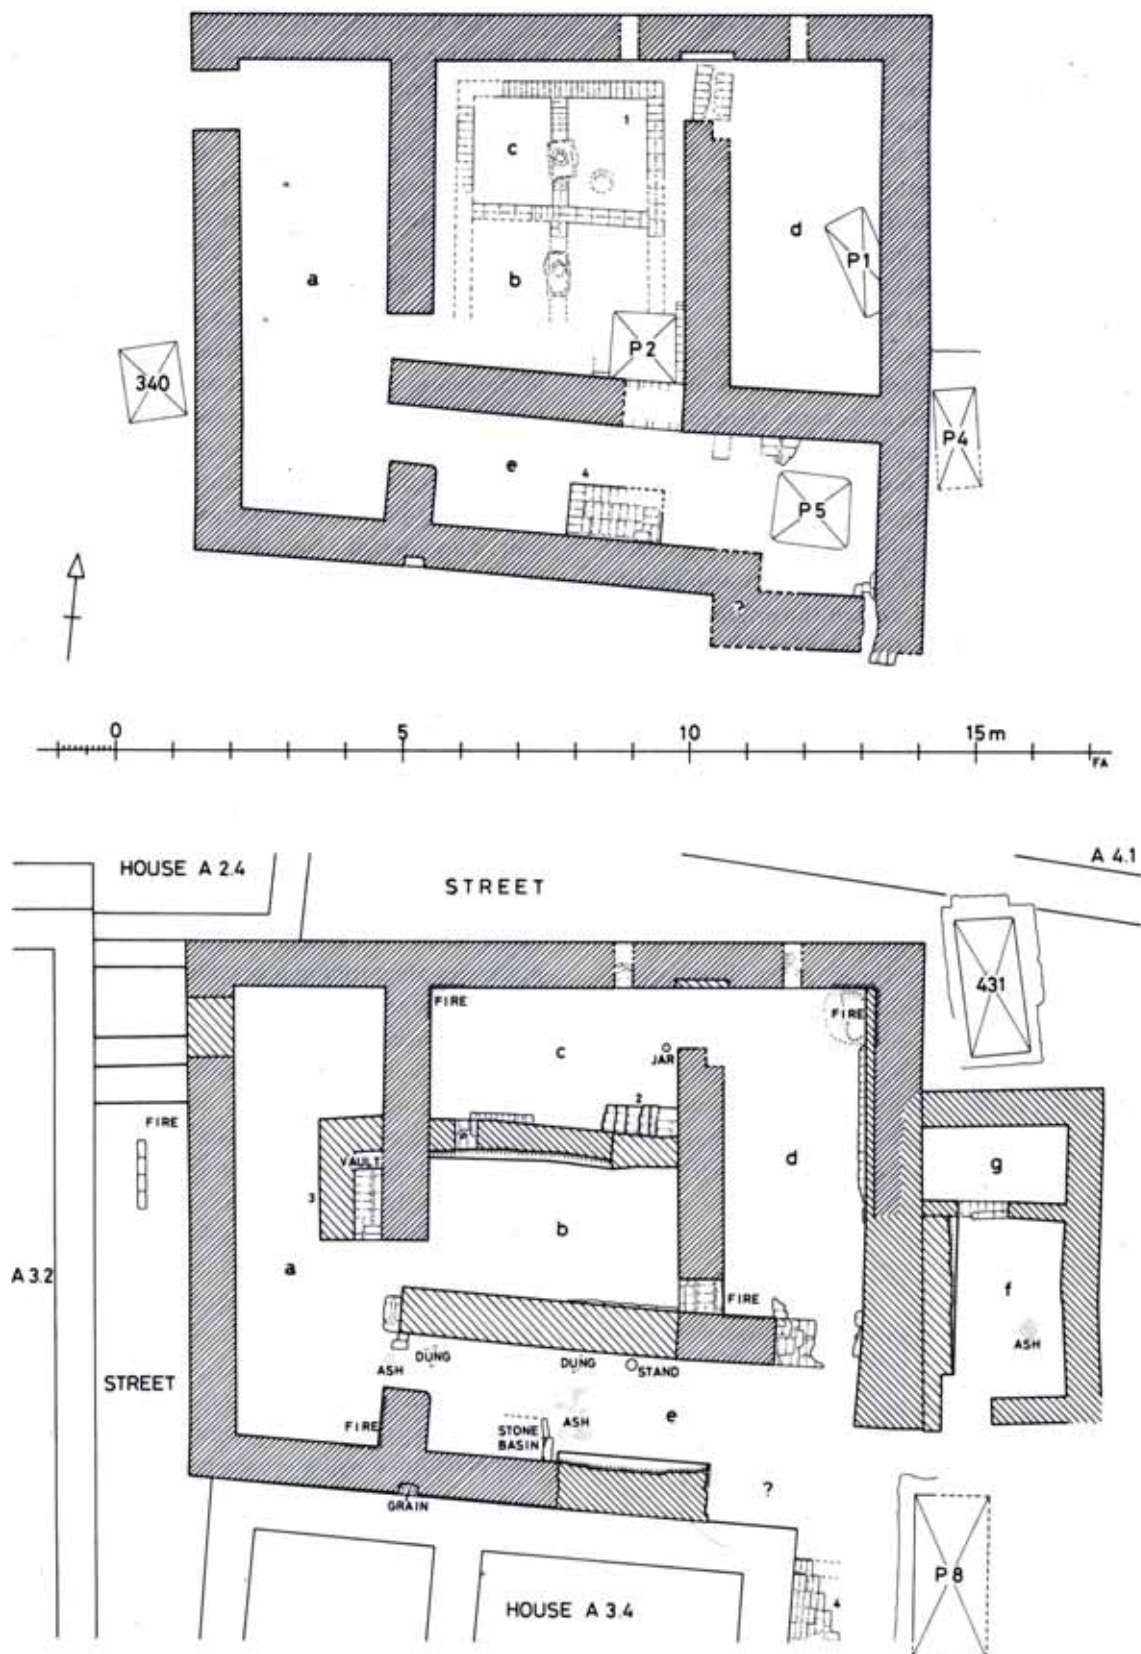 1
c
d
P1
a
b
P2
340
P4
e
4
P5
?
0 5 10 15m
FA
HOUSE A 2.4
STREET
A 4.1
431
FIRE
FIRE
c
JAR
2
FIRE
S
VAULT
d
g
3
b
A 3.2
a
f
FIRE
ASH
DUNG
DUNG
STAND
ASH
STREET
FIRE
STONE
BASIN
ASH
e
?
GRAIN
P8
HOUSE A 3.4
4